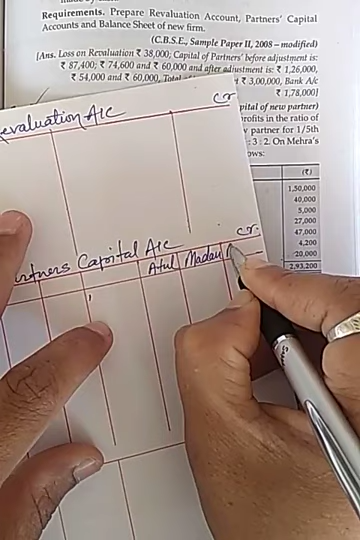 Requirements. Prepare Revaluation Account, Partners' Capital
Accounts and Balance Sheet of new firm.
(C.B.S.E., Sample Paper II, 2008 – modified)
[Ans. Loss on Revaluation ₹ 38,000; Capital of Partners' before adjustment is:
₹ 87,400; ₹ 74,600 and ₹ 60,000 and after adjustment is: ₹ 1,26,000,
₹ 54,000 and ₹ 60,000, Total ₹ 3,00,000, Bank A/c
₹ 1,78,000]
pital of new partner)
profits in the ratio of
partner for 1/5th
: 3 : 2. On Mehra's
ows:
(₹)
1,50,000
40,000
5,000
27,000
47,000
4,200
20,000
2,93,200
evaluation A/c
Cr
rtners Capital A/c
Cr.
Atul Madan